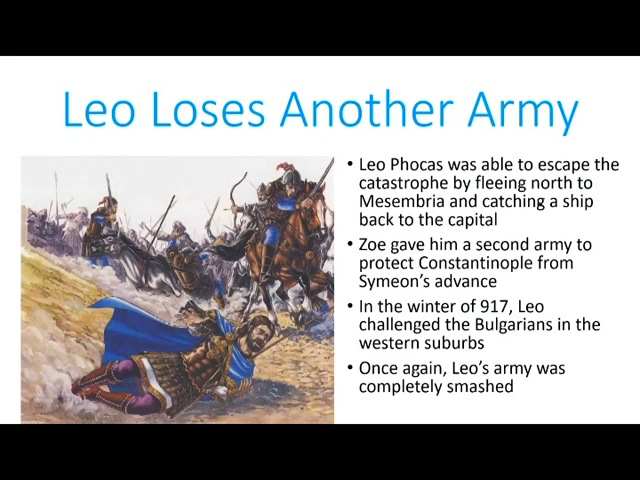 Leo Loses Another Army
• Leo Phocas was able to escape the
catastrophe by fleeing north to
Mesembria and catching a ship
back to the capital
• Zoe gave him a second army to
protect Constantinople from
Symeon’s advance
• In the winter of 917, Leo
challenged the Bulgarians in the
western suburbs
• Once again, Leo’s army was
completely smashed